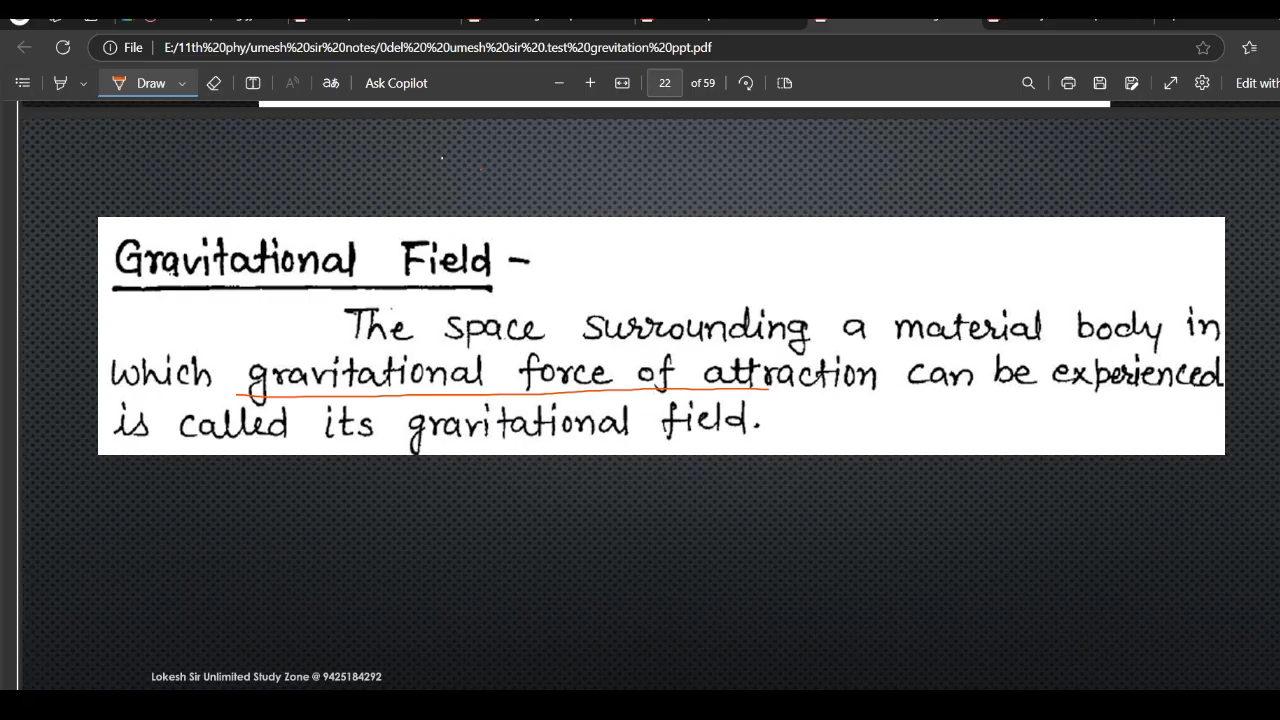 File E:/11th%20phy/umesh%20sir%20notes/0del%20%20umesh%20sir%20.test%20grevitation%20ppt.pdf
Draw aあ Ask Copilot 22 of 59 Edit with
Gravitational Field -
The space surrounding a material body in
which gravitational force of attraction can be experienced
is called its gravitational field.
Lokesh Sir Unlimited Study Zone @ 9425184292